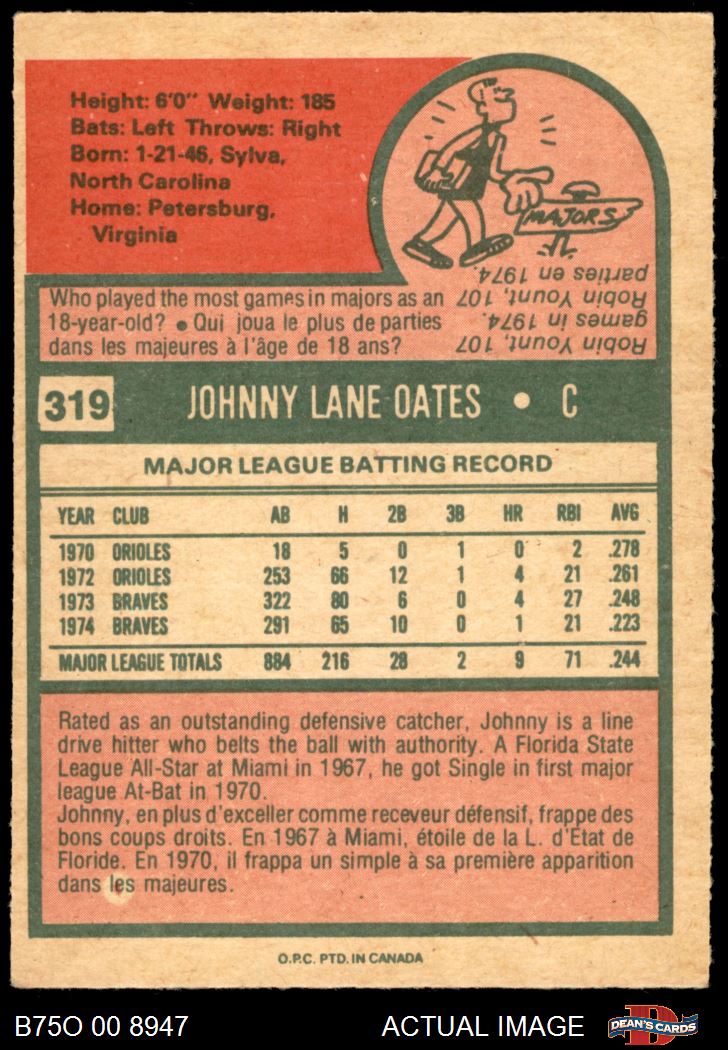 Height: 6'0" Weight: 185
Bats: Left Throws: Right
Born: 1-21-46, Sylva,
North Carolina
Home: Petersburg,
Virginia
MAJORS
Who played the most games in majors as an
18-year-old? ● Qui joua le plus de parties
dans les majeures à l'âge de 18 ans?
Robin Yount, 107
games in 1974.
Robin Yount, 107
parties en 1974.
319 JOHNNY LANE OATES • C
MAJOR LEAGUE BATTING RECORD
YEAR CLUB AB H 2B 3B HR RBI AVG
1970 ORIOLES 18 5 0 1 0 2 .278
1972 ORIOLES 253 66 12 1 4 21 .261
1973 BRAVES 322 80 6 0 4 27 .248
1974 BRAVES 291 65 10 0 1 21 .223
MAJOR LEAGUE TOTALS 884 216 28 2 9 71 .244
Rated as an outstanding defensive catcher, Johnny is a line
drive hitter who belts the ball with authority. A Florida State
League All-Star at Miami in 1967, he got Single in first major
league At-Bat in 1970.
Johnny, en plus d'exceller comme receveur défensif, frappe des
bons coups droits. En 1967 à Miami, étoile de la L. d'Etat de
Floride. En 1970, il frappa un simple à sa première apparition
dans les majeures.
O.P.C. PTD. IN CANADA
B75O 00 8947 ACTUAL IMAGE DEAN'S CARDS